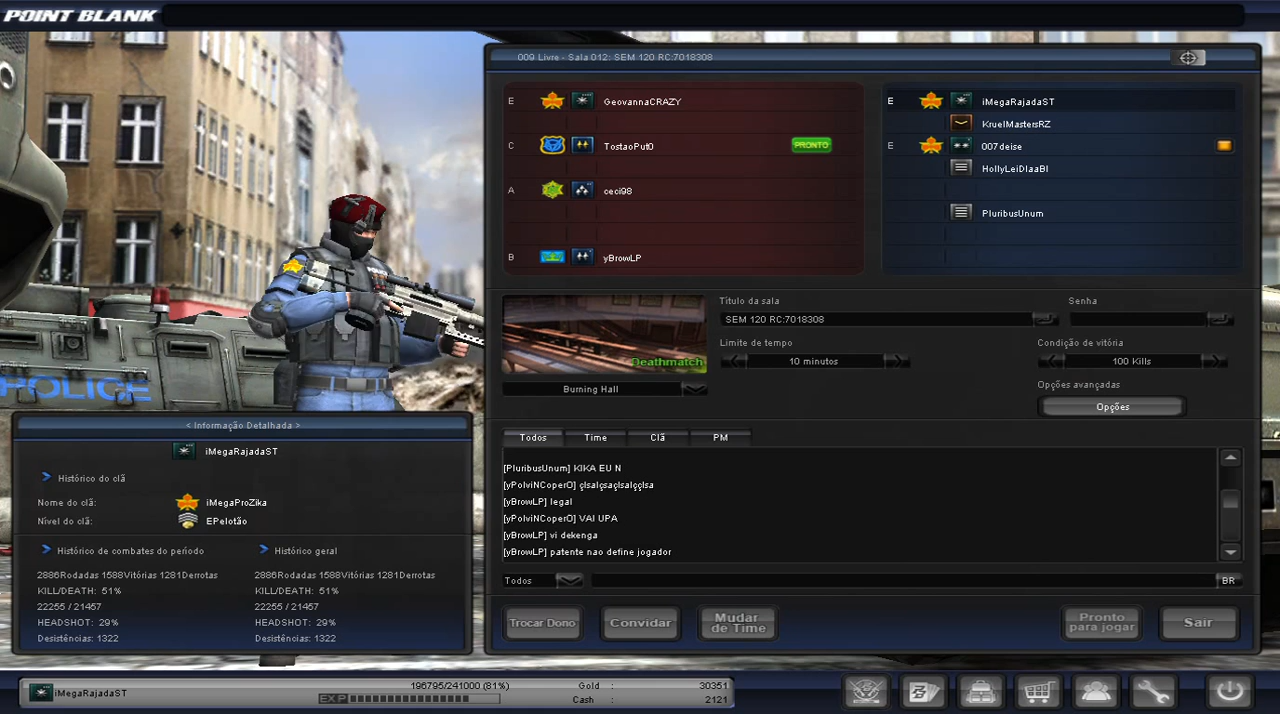 POINT BLANK
009 Livre - Sala 012: SEM 120 RC:7018308
E GeovannaCRAZY
C TostaoPut0 PRONTO
A ceci98
B yBrowLP
E iMegaRajadaST
KruelMastersRZ
E 007deise
HollyLeiDlaaBl
PluribusUnum
Deathmatch
Burning Hall
Título da sala
SEM 120 RC:7018308
Senha
Limite de tempo
10 minutos
Condição de vitória
100 Kills
Opções avançadas
Opções
Todos Time Clã PM
[PluribusUnum] KIKA EU N
[yPolviNCoperO] çlsalçsaçlsalççlsa
[yBrowLP] legal
[yPolviNCoperO] VAI UPA
[yBrowLP] vi dekenga
[yBrowLP] patente nao define jogador
Todos BR
Trocar Dono Convidar Mudar de Time Pronto para jogar Sair
POLICE
< Informação Detalhada >
iMegaRajadaST
Histórico do clã
Nome do clã: iMegaProZika
Nível do clã: EPelotão
Histórico de combates do período
2886Rodadas 1588Vitórias 1281Derrotas
KILL/DEATH: 51%
22255 / 21457
HEADSHOT: 29%
Desistências: 1322
Histórico geral
2886Rodadas 1588Vitórias 1281Derrotas
KILL/DEATH: 51%
22255 / 21457
HEADSHOT: 29%
Desistências: 1322
iMegaRajadaST
196795/241000 (81%)
EXP
Gold : 30351
Cash : 2121